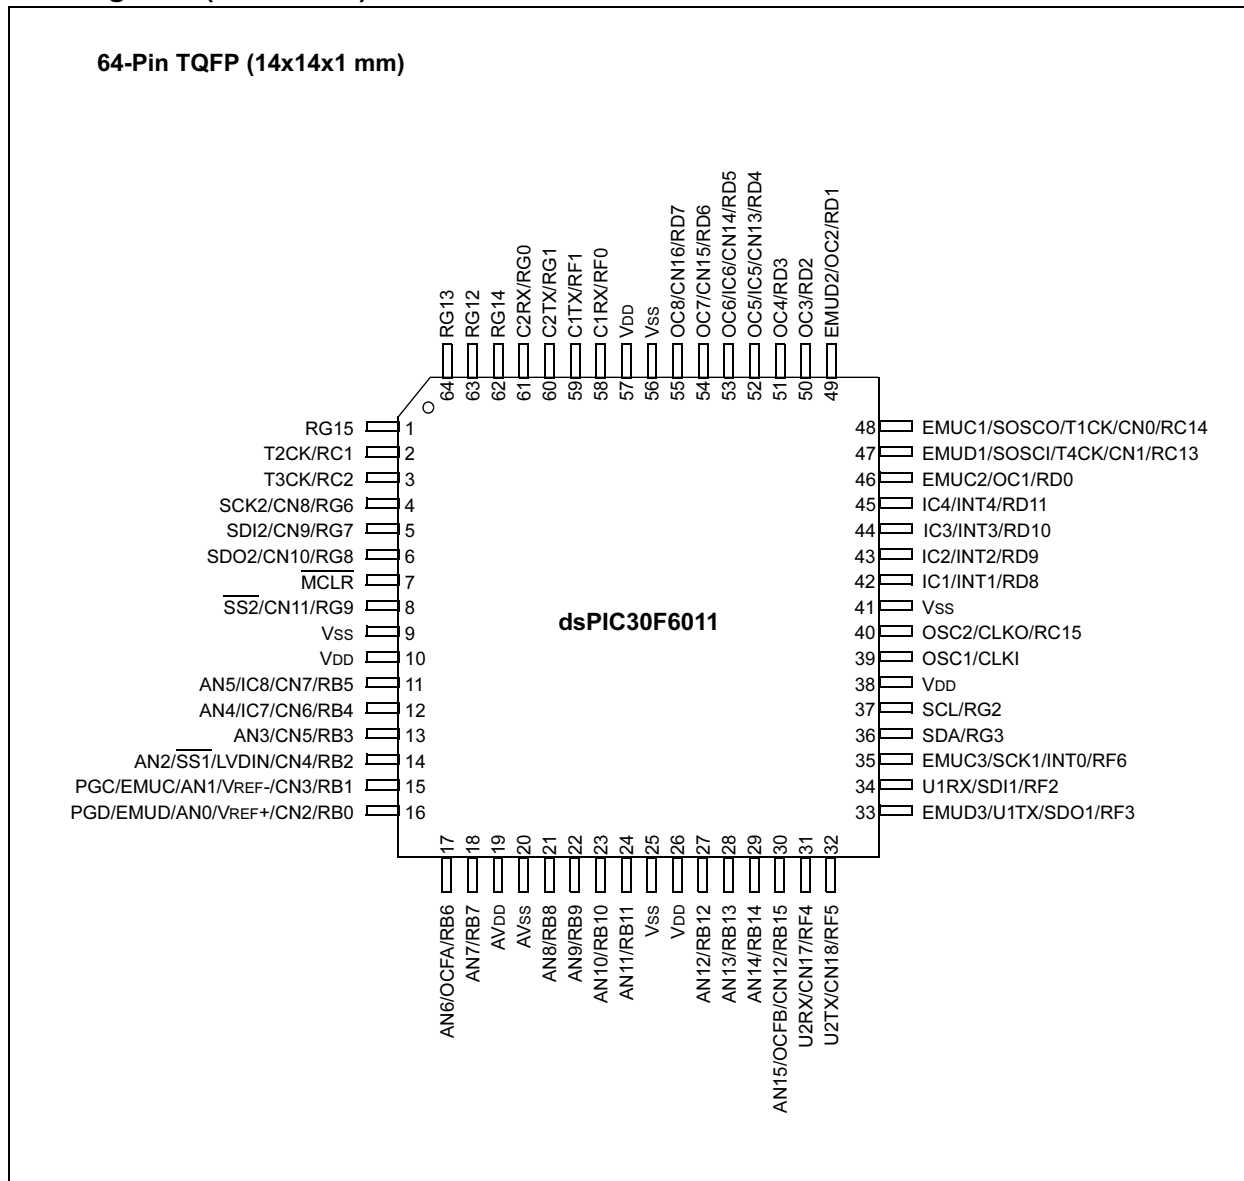 64-Pin TQFP (14x14x1 mm)
RG13
RG12
RG14
C2RX/RG0
C2TX/RG1
C1TX/RF1
C1RX/RF0
VDD
VSS
OC8/CN16/RD7
OC7/CN15/RD6
OC6/IC6/CN14/RD5
OC5/IC5/CN13/RD4
OC4/RD3
OC3/RD2
EMUD2/OC2/RD1
64
63
62
61
60
59
58
57
56
55
54
53
52
51
50
49
RG15 1
T2CK/RC1 2
T3CK/RC2 3
SCK2/CN8/RG6 4
SDI2/CN9/RG7 5
SDO2/CN10/RG8 6
MCLR 7
SS2/CN11/RG9 8
VSS 9
VDD 10
AN5/IC8/CN7/RB5 11
AN4/IC7/CN6/RB4 12
AN3/CN5/RB3 13
AN2/SS1/LVDIN/CN4/RB2 14
PGC/EMUC/AN1/VREF-/CN3/RB1 15
PGD/EMUD/AN0/VREF+/CN2/RB0 16
dsPIC30F6011
48 EMUC1/SOSCO/T1CK/CN0/RC14
47 EMUD1/SOSCI/T4CK/CN1/RC13
46 EMUC2/OC1/RD0
45 IC4/INT4/RD11
44 IC3/INT3/RD10
43 IC2/INT2/RD9
42 IC1/INT1/RD8
41 VSS
40 OSC2/CLKO/RC15
39 OSC1/CLKI
38 VDD
37 SCL/RG2
36 SDA/RG3
35 EMUC3/SCK1/INT0/RF6
34 U1RX/SDI1/RF2
33 EMUD3/U1TX/SDO1/RF3
17
18
19
20
21
22
23
24
25
26
27
28
29
30
31
32
AN6/OCFA/RB6
AN7/RB7
AVDD
AVSS
AN8/RB8
AN9/RB9
AN10/RB10
AN11/RB11
VSS
VDD
AN12/RB12
AN13/RB13
AN14/RB14
AN15/OCFB/CN12/RB15
U2RX/CN17/RF4
U2TX/CN18/RF5